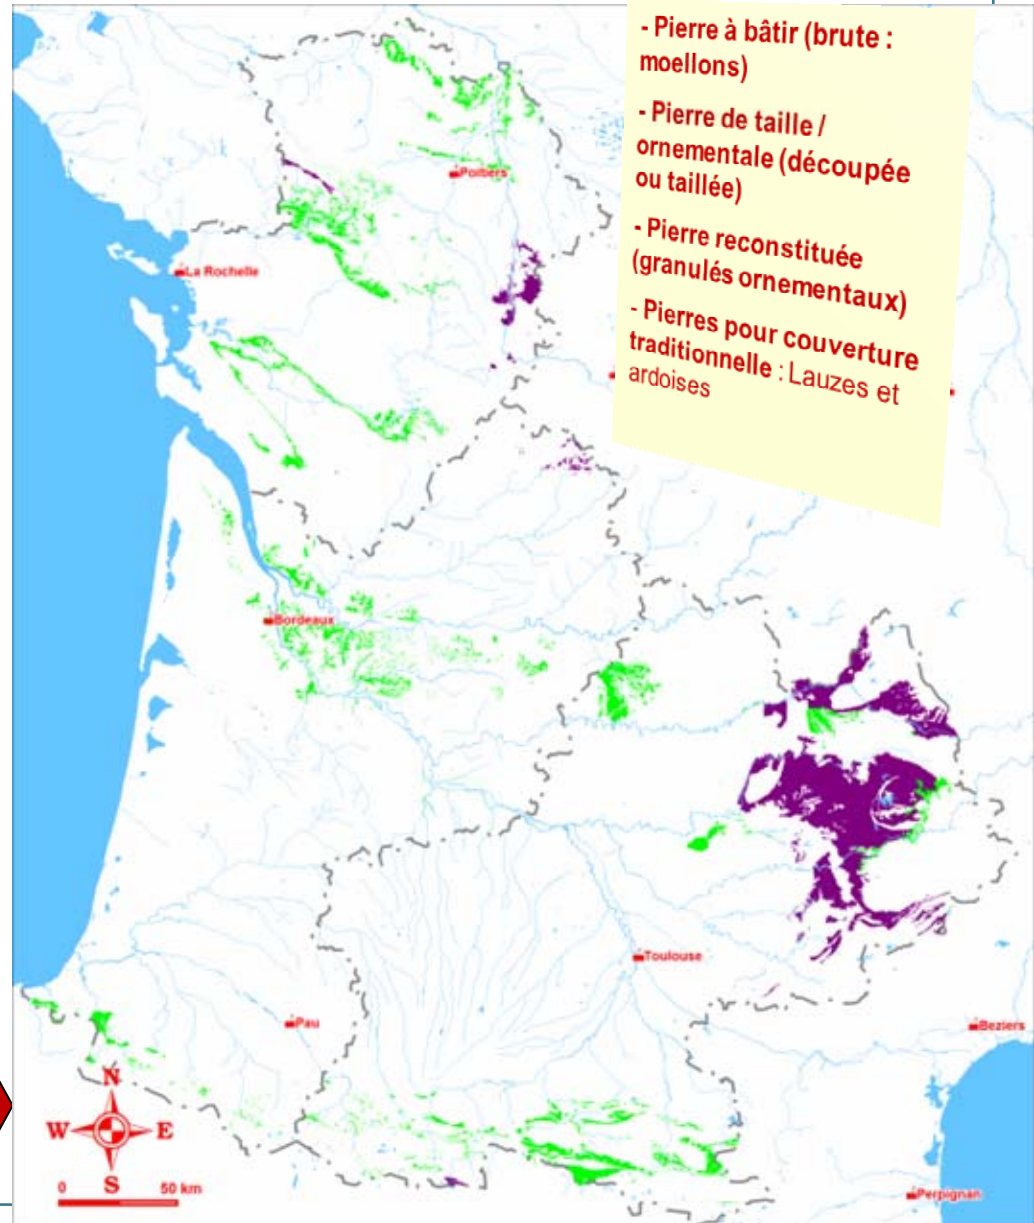 - Pierre à bâtir (brute :
moellons)
- Pierre de taille /
ornementale (découpée
ou taillée)
- Pierre reconstituée
(granulés ornementaux)
- Pierres pour couverture
traditionnelle : Lauzes et
ardoises
Poitiers
La Rochelle
Bordeaux
Toulouse
Pau
Beziers
N
W E
S
0 50 km
Perpignan